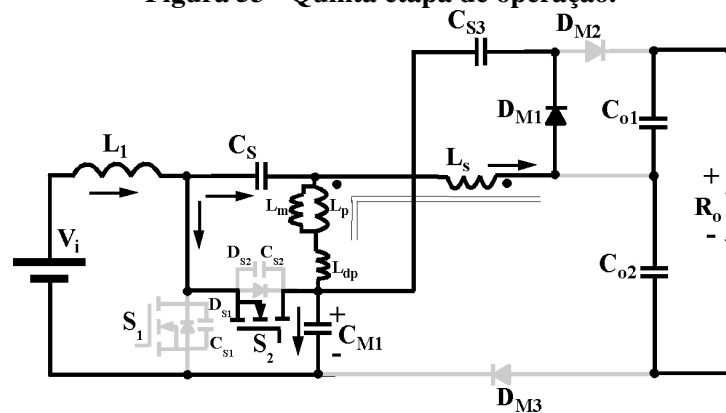 Figura 35 - Quinta etapa de operação.
C_S3
D_M2
D_M1
C_o1
L_1
C_S
L_s
L_m
L_p
+
R_o
-
V_i
D_S2
C_S2
L_dp
C_o2
S_1
D_S1
C_S1
S_2
+
C_M1
-
D_M3